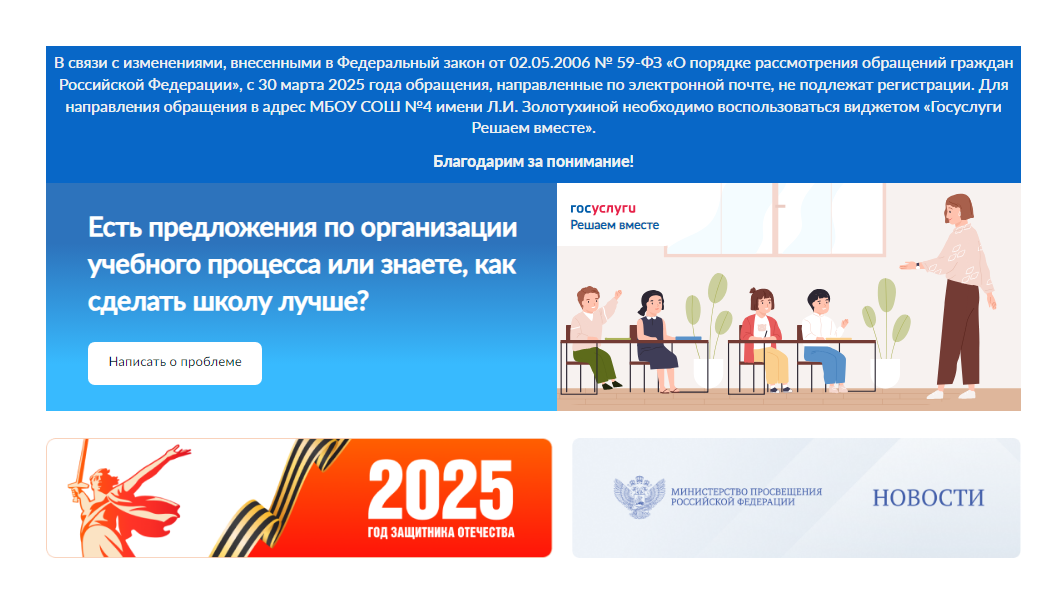 В связи с изменениями, внесенными в Федеральный закон от 02.05.2006 № 59-ФЗ «О порядке рассмотрения обращений граждан
Российской Федерации», с 30 марта 2025 года обращения, направленные по электронной почте, не подлежат регистрации. Для
направления обращения в адрес МБОУ СОШ №4 имени Л.И. Золотухиной необходимо воспользоваться виджетом «Госуслуги
Решаем вместе».
Благодарим за понимание!
Есть предложения по организации
учебного процесса или знаете, как
сделать школу лучше?
Написать о проблеме
госуслуги
Решаем вместе
2025
ГОД ЗАЩИТНИКА ОТЕЧЕСТВА
МИНИСТЕРСТВО ПРОСВЕЩЕНИЯ
РОССИЙСКОЙ ФЕДЕРАЦИИ
НОВОСТИ